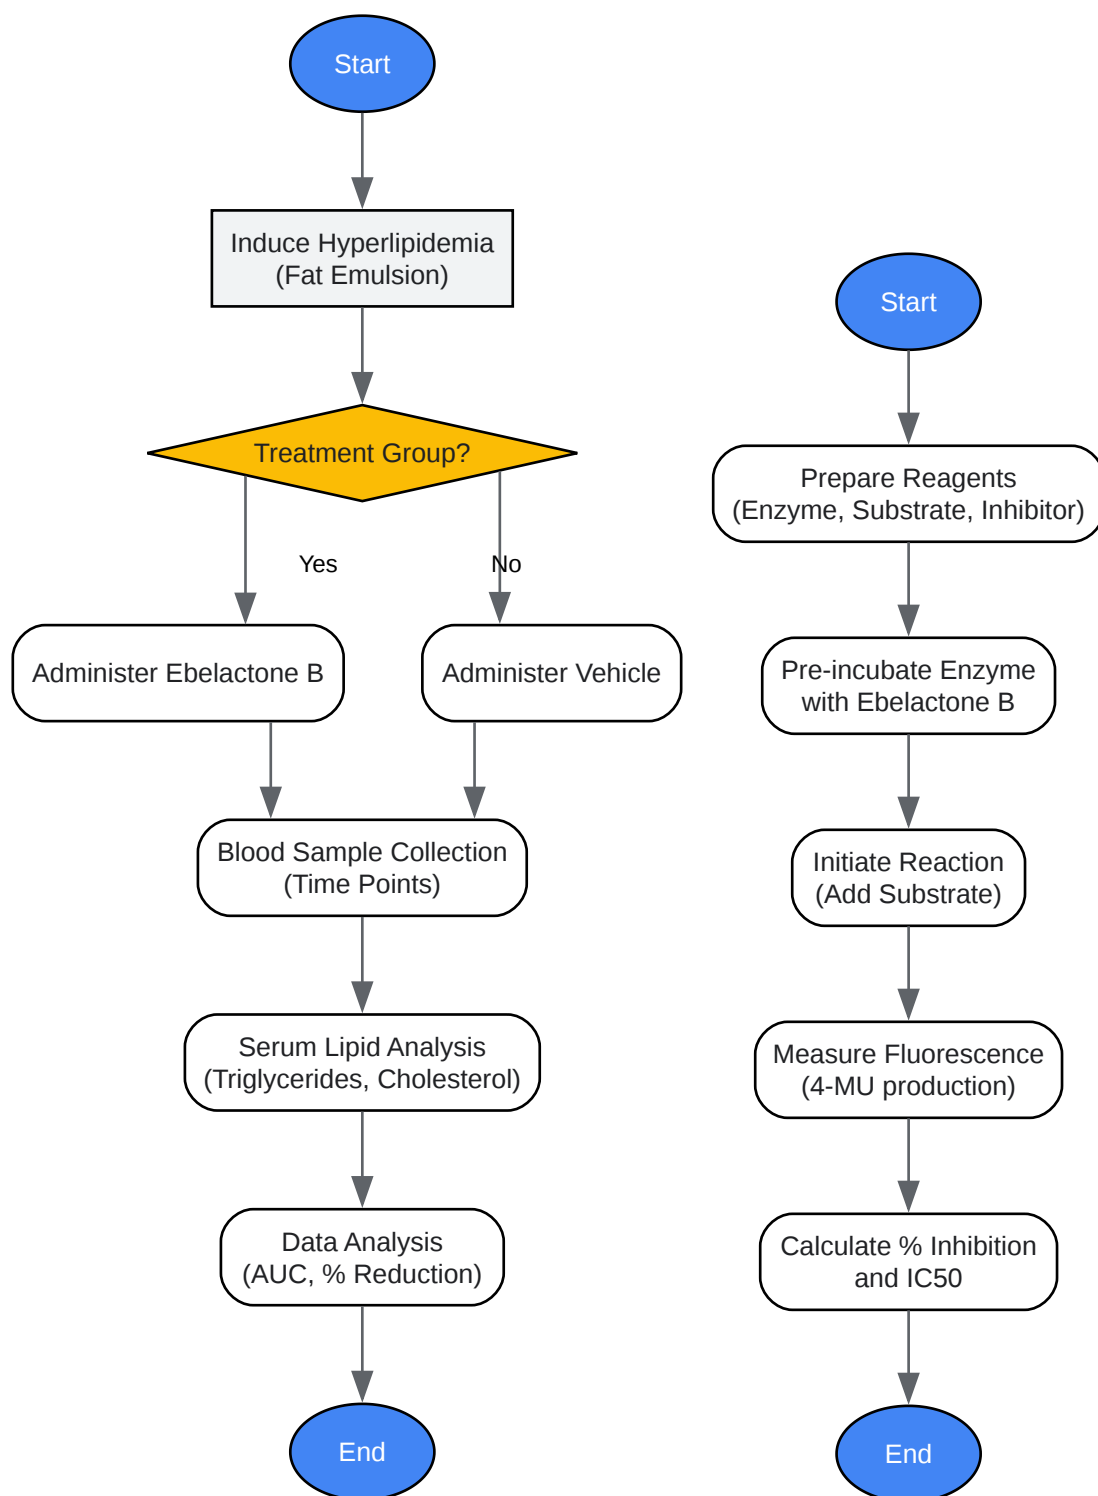 Start
Induce Hyperlipidemia
(Fat Emulsion)
Treatment Group?
Yes
No
Administer Ebelactone B
Administer Vehicle
Blood Sample Collection
(Time Points)
Serum Lipid Analysis
(Triglycerides, Cholesterol)
Data Analysis
(AUC, % Reduction)
End
Start
Prepare Reagents
(Enzyme, Substrate, Inhibitor)
Pre-incubate Enzyme
with Ebelactone B
Initiate Reaction
(Add Substrate)
Measure Fluorescence
(4-MU production)
Calculate % Inhibition
and IC50
End